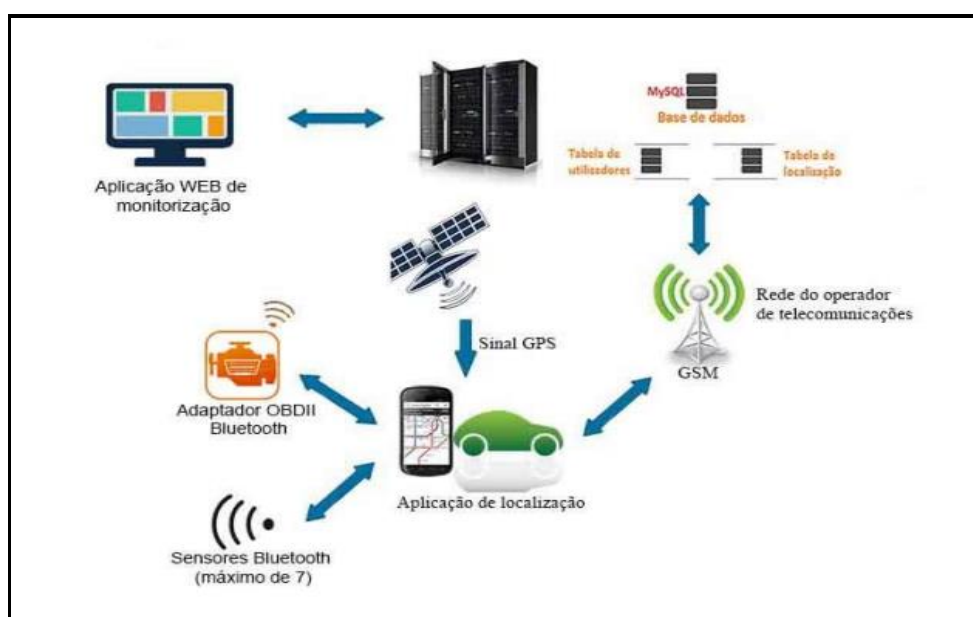 MySQL
Base de dados
Tabela de
utilizadores
Tabela de
localização
Aplicação WEB de
monitorização
Rede do operador
de telecomunicações
Sinal GPS
GSM
Adaptador OBDII
Bluetooth
Aplicação de localização
Sensores Bluetooth
(máximo de 7)